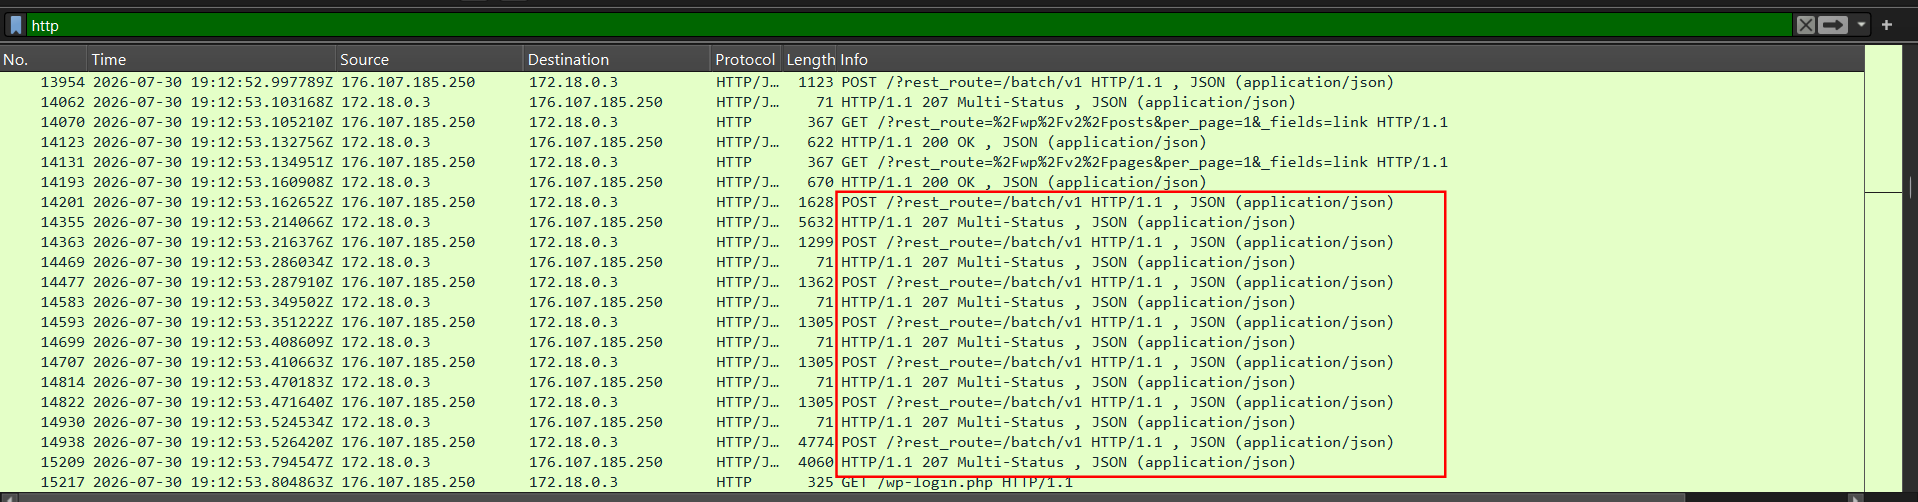 http
No. Time Source Destination Protocol Length Info
13954 2026-07-30 19:12:52.997789Z 176.107.185.250 172.18.0.3 HTTP/J… 1123 POST /?rest_route=/batch/v1 HTTP/1.1 , JSON (application/json)
14062 2026-07-30 19:12:53.103168Z 172.18.0.3 176.107.185.250 HTTP/J… 71 HTTP/1.1 207 Multi-Status , JSON (application/json)
14070 2026-07-30 19:12:53.105210Z 176.107.185.250 172.18.0.3 HTTP 367 GET /?rest_route=%2Fwp%2Fv2%2Fposts&per_page=1&_fields=link HTTP/1.1
14123 2026-07-30 19:12:53.132756Z 172.18.0.3 176.107.185.250 HTTP/J… 622 HTTP/1.1 200 OK , JSON (application/json)
14131 2026-07-30 19:12:53.134951Z 176.107.185.250 172.18.0.3 HTTP 367 GET /?rest_route=%2Fwp%2Fv2%2Fpages&per_page=1&_fields=link HTTP/1.1
14193 2026-07-30 19:12:53.160908Z 172.18.0.3 176.107.185.250 HTTP/J… 670 HTTP/1.1 200 OK , JSON (application/json)
14201 2026-07-30 19:12:53.162652Z 176.107.185.250 172.18.0.3 HTTP/J… 1628 POST /?rest_route=/batch/v1 HTTP/1.1 , JSON (application/json)
14355 2026-07-30 19:12:53.214066Z 172.18.0.3 176.107.185.250 HTTP/J… 5632 HTTP/1.1 207 Multi-Status , JSON (application/json)
14363 2026-07-30 19:12:53.216376Z 176.107.185.250 172.18.0.3 HTTP/J… 1299 POST /?rest_route=/batch/v1 HTTP/1.1 , JSON (application/json)
14469 2026-07-30 19:12:53.286034Z 172.18.0.3 176.107.185.250 HTTP/J… 71 HTTP/1.1 207 Multi-Status , JSON (application/json)
14477 2026-07-30 19:12:53.287910Z 176.107.185.250 172.18.0.3 HTTP/J… 1362 POST /?rest_route=/batch/v1 HTTP/1.1 , JSON (application/json)
14583 2026-07-30 19:12:53.349502Z 172.18.0.3 176.107.185.250 HTTP/J… 71 HTTP/1.1 207 Multi-Status , JSON (application/json)
14593 2026-07-30 19:12:53.351222Z 176.107.185.250 172.18.0.3 HTTP/J… 1305 POST /?rest_route=/batch/v1 HTTP/1.1 , JSON (application/json)
14699 2026-07-30 19:12:53.408609Z 172.18.0.3 176.107.185.250 HTTP/J… 71 HTTP/1.1 207 Multi-Status , JSON (application/json)
14707 2026-07-30 19:12:53.410663Z 176.107.185.250 172.18.0.3 HTTP/J… 1305 POST /?rest_route=/batch/v1 HTTP/1.1 , JSON (application/json)
14814 2026-07-30 19:12:53.470183Z 172.18.0.3 176.107.185.250 HTTP/J… 71 HTTP/1.1 207 Multi-Status , JSON (application/json)
14822 2026-07-30 19:12:53.471640Z 176.107.185.250 172.18.0.3 HTTP/J… 1305 POST /?rest_route=/batch/v1 HTTP/1.1 , JSON (application/json)
14930 2026-07-30 19:12:53.524534Z 172.18.0.3 176.107.185.250 HTTP/J… 71 HTTP/1.1 207 Multi-Status , JSON (application/json)
14938 2026-07-30 19:12:53.526420Z 176.107.185.250 172.18.0.3 HTTP/J… 4774 POST /?rest_route=/batch/v1 HTTP/1.1 , JSON (application/json)
15209 2026-07-30 19:12:53.794547Z 172.18.0.3 176.107.185.250 HTTP/J… 4060 HTTP/1.1 207 Multi-Status , JSON (application/json)
15217 2026-07-30 19:12:53.804863Z 176.107.185.250 172.18.0.3 HTTP 325 GET /wp-login.php HTTP/1.1